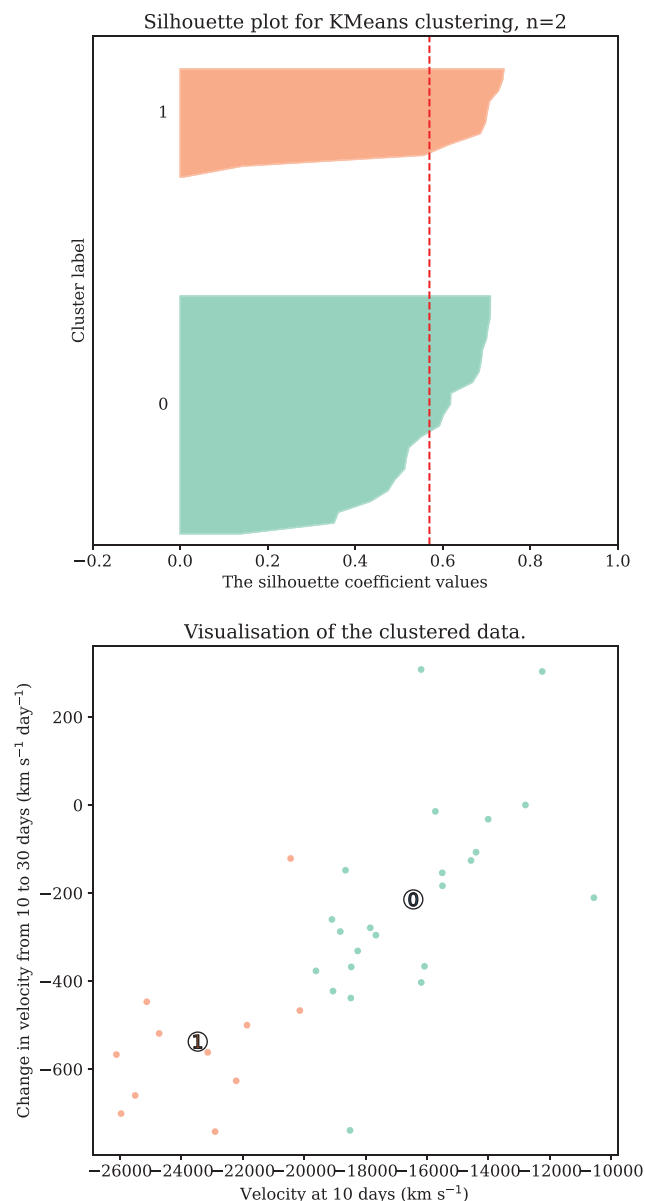 Silhouette plot for KMeans clustering, n=2
1
Cluster label
0
−0.2 0.0 0.2 0.4 0.6 0.8 1.0
The silhouette coefficient values
Visualisation of the clustered data.
Change in velocity from 10 to 30 days (km s⁻¹ day⁻¹)
200
0
−200
0
−400
1
−600
−26000 −24000 −22000 −20000 −18000 −16000 −14000 −12000 −10000
Velocity at 10 days (km s⁻¹)